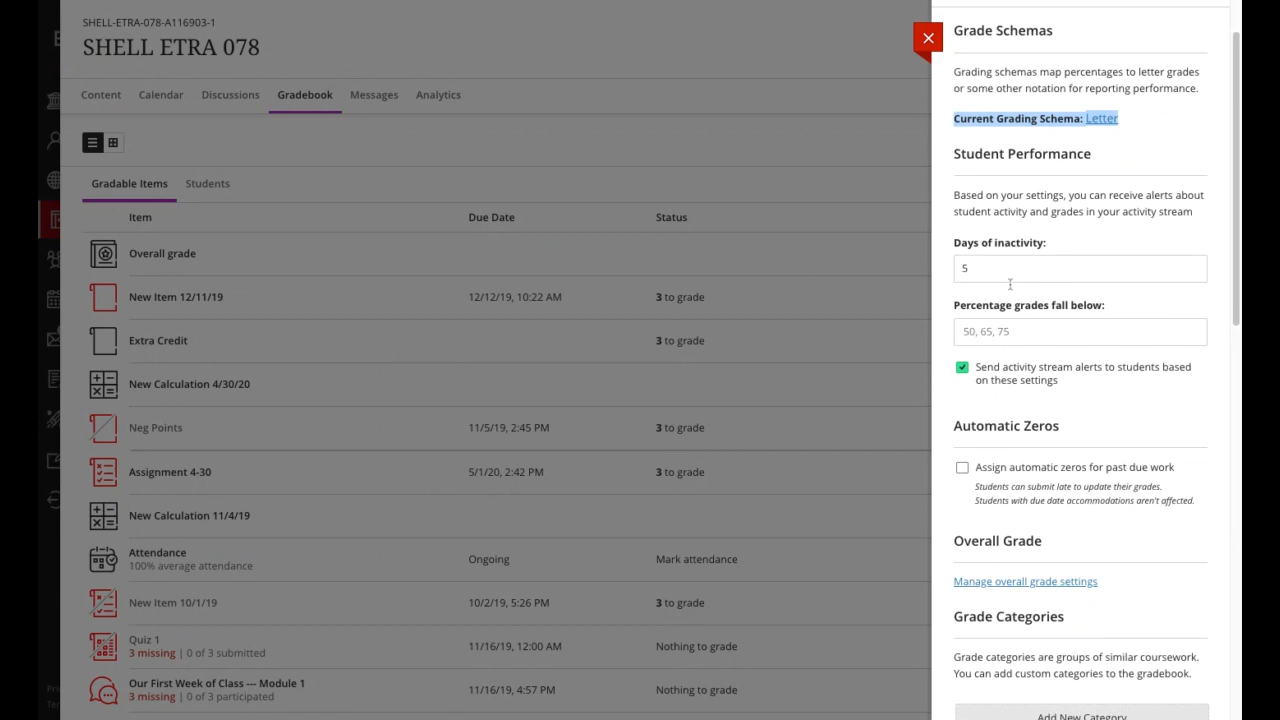 SHELL-ETRA-078-A116903-1
SHELL ETRA 078
Content Calendar Discussions Gradebook Messages Analytics
Gradable Items Students
Item Due Date Status
Overall grade
New Item 12/11/19 12/12/19, 10:22 AM 3 to grade
Extra Credit 3 to grade
New Calculation 4/30/20
Neg Points 11/5/19, 2:45 PM 3 to grade
Assignment 4-30 5/1/20, 2:42 PM 3 to grade
New Calculation 11/4/19
Attendance Ongoing Mark attendance
100% average attendance
New Item 10/1/19 10/2/19, 5:26 PM 3 to grade
Quiz 1 11/16/19, 12:00 AM Nothing to grade
3 missing | 0 of 3 submitted
Our First Week of Class --- Module 1 11/16/19, 4:57 PM Nothing to grade
3 missing | 0 of 3 participated
Grade Schemas
Grading schemas map percentages to letter grades
or some other notation for reporting performance.
Current Grading Schema: Letter
Student Performance
Based on your settings, you can receive alerts about
student activity and grades in your activity stream
Days of inactivity:
5
Percentage grades fall below:
50, 65, 75
Send activity stream alerts to students based
on these settings
Automatic Zeros
Assign automatic zeros for past due work
Students can submit late to update their grades.
Students with due date accommodations aren't affected.
Overall Grade
Manage overall grade settings
Grade Categories
Grade categories are groups of similar coursework.
You can add custom categories to the gradebook.
Add New Category